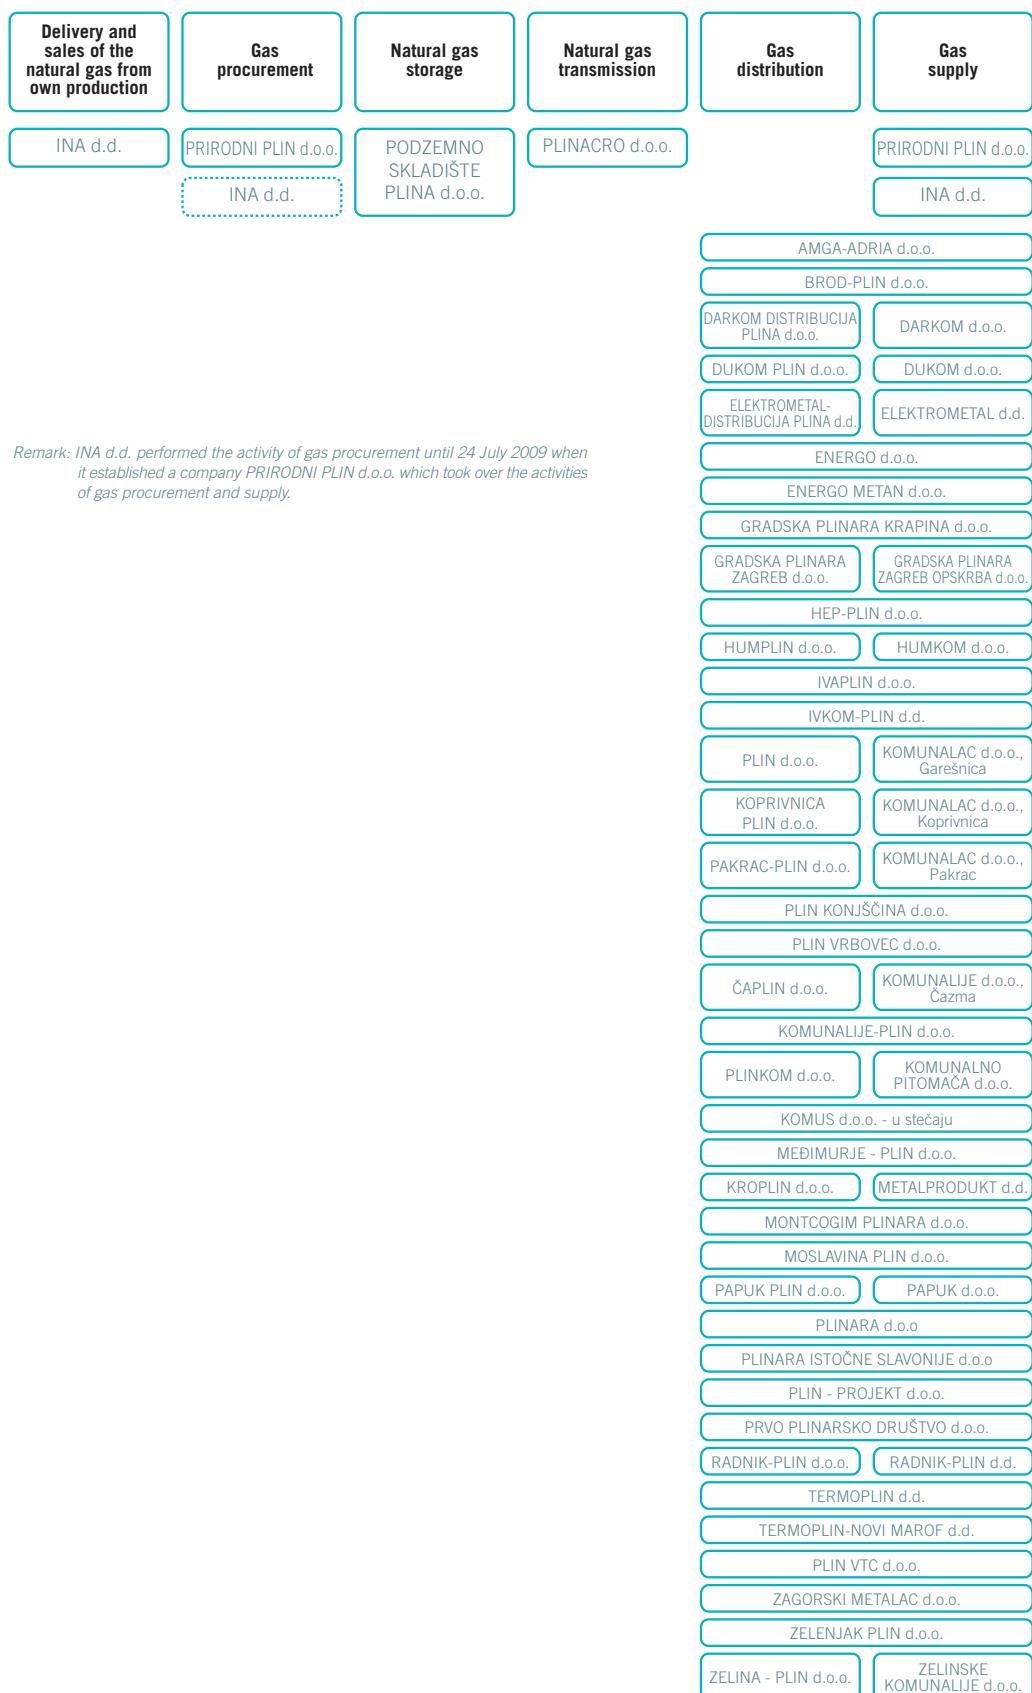 Delivery and
sales of the
natural gas from
own production
Gas
procurement
Natural gas
storage
Natural gas
transmission
Gas
distribution
Gas
supply
INA d.d.
PRIRODNI PLIN d.o.o.
INA d.d.
PODZEMNO
SKLADIŠTE
PLINA d.o.o.
PLINACRO d.o.o.
PRIRODNI PLIN d.o.o.
INA d.d.
AMGA-ADRIA d.o.o.
BROD-PLIN d.o.o.
DARKOM DISTRIBUCIJA
PLINA d.o.o.
DARKOM d.o.o.
DUKOM PLIN d.o.o.
DUKOM d.o.o.
ELEKTROMETAL-
DISTRIBUCIJA PLINA d.d.
ELEKTROMETAL d.d.
Remark: INA d.d. performed the activity of gas procurement until 24 July 2009 when
it established a company PRIRODNI PLIN d.o.o. which took over the activities
of gas procurement and supply.
ENERGO d.o.o.
ENERGO METAN d.o.o.
GRADSKA PLINARA KRAPINA d.o.o.
GRADSKA PLINARA
ZAGREB d.o.o.
GRADSKA PLINARA
ZAGREB OPSKRBA d.o.o.
HEP-PLIN d.o.o.
HUMPLIN d.o.o.
HUMKOM d.o.o.
IVAPLIN d.o.o.
IVKOM-PLIN d.d.
PLIN d.o.o.
KOMUNALAC d.o.o.,
Garešnica
KOPRIVNICA
PLIN d.o.o.
KOMUNALAC d.o.o.,
Koprivnica
PAKRAC-PLIN d.o.o.
KOMUNALAC d.o.o.,
Pakrac
PLIN KONJŠČINA d.o.o.
PLIN VRBOVEC d.o.o.
ČAPLIN d.o.o.
KOMUNALIJE d.o.o.,
Čazma
KOMUNALIJE-PLIN d.o.o.
PLINKOM d.o.o.
KOMUNALNO
PITOMAČA d.o.o.
KOMUS d.o.o. - u stečaju
MEĐIMURJE - PLIN d.o.o.
KROPLIN d.o.o.
METALPRODUKT d.d.
MONTCOGIM PLINARA d.o.o.
MOSLAVINA PLIN d.o.o.
PAPUK PLIN d.o.o.
PAPUK d.o.o.
PLINARA d.o.o
PLINARA ISTOČNE SLAVONIJE d.o.o
PLIN - PROJEKT d.o.o.
PRVO PLINARSKO DRUŠTVO d.o.o.
RADNIK-PLIN d.o.o.
RADNIK-PLIN d.d.
TERMOPLIN d.d.
TERMOPLIN-NOVI MAROF d.d.
PLIN VTC d.o.o.
ZAGORSKI METALAC d.o.o.
ZELENJAK PLIN d.o.o.
ZELINA - PLIN d.o.o.
ZELINSKE
KOMUNALIJE d.o.o.